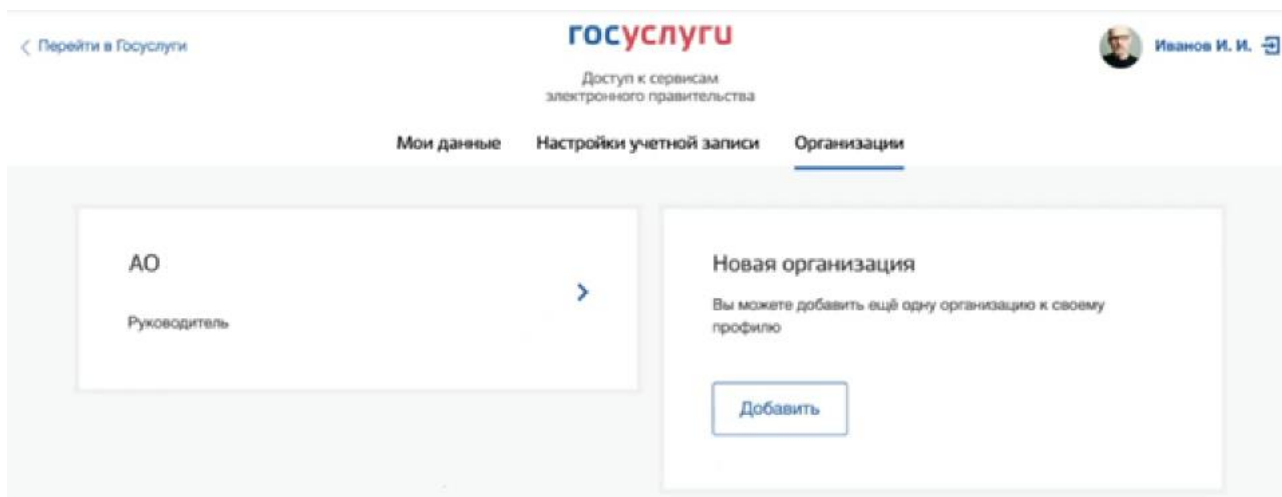 Перейти в Госуслуги
госуслуги
Иванов И. И.
Доступ к сервисам
электронного правительства
Мои данные Настройки учетной записи Организации
АО
Руководитель
Новая организация
Вы можете добавить ещё одну организацию к своему
профилю
Добавить